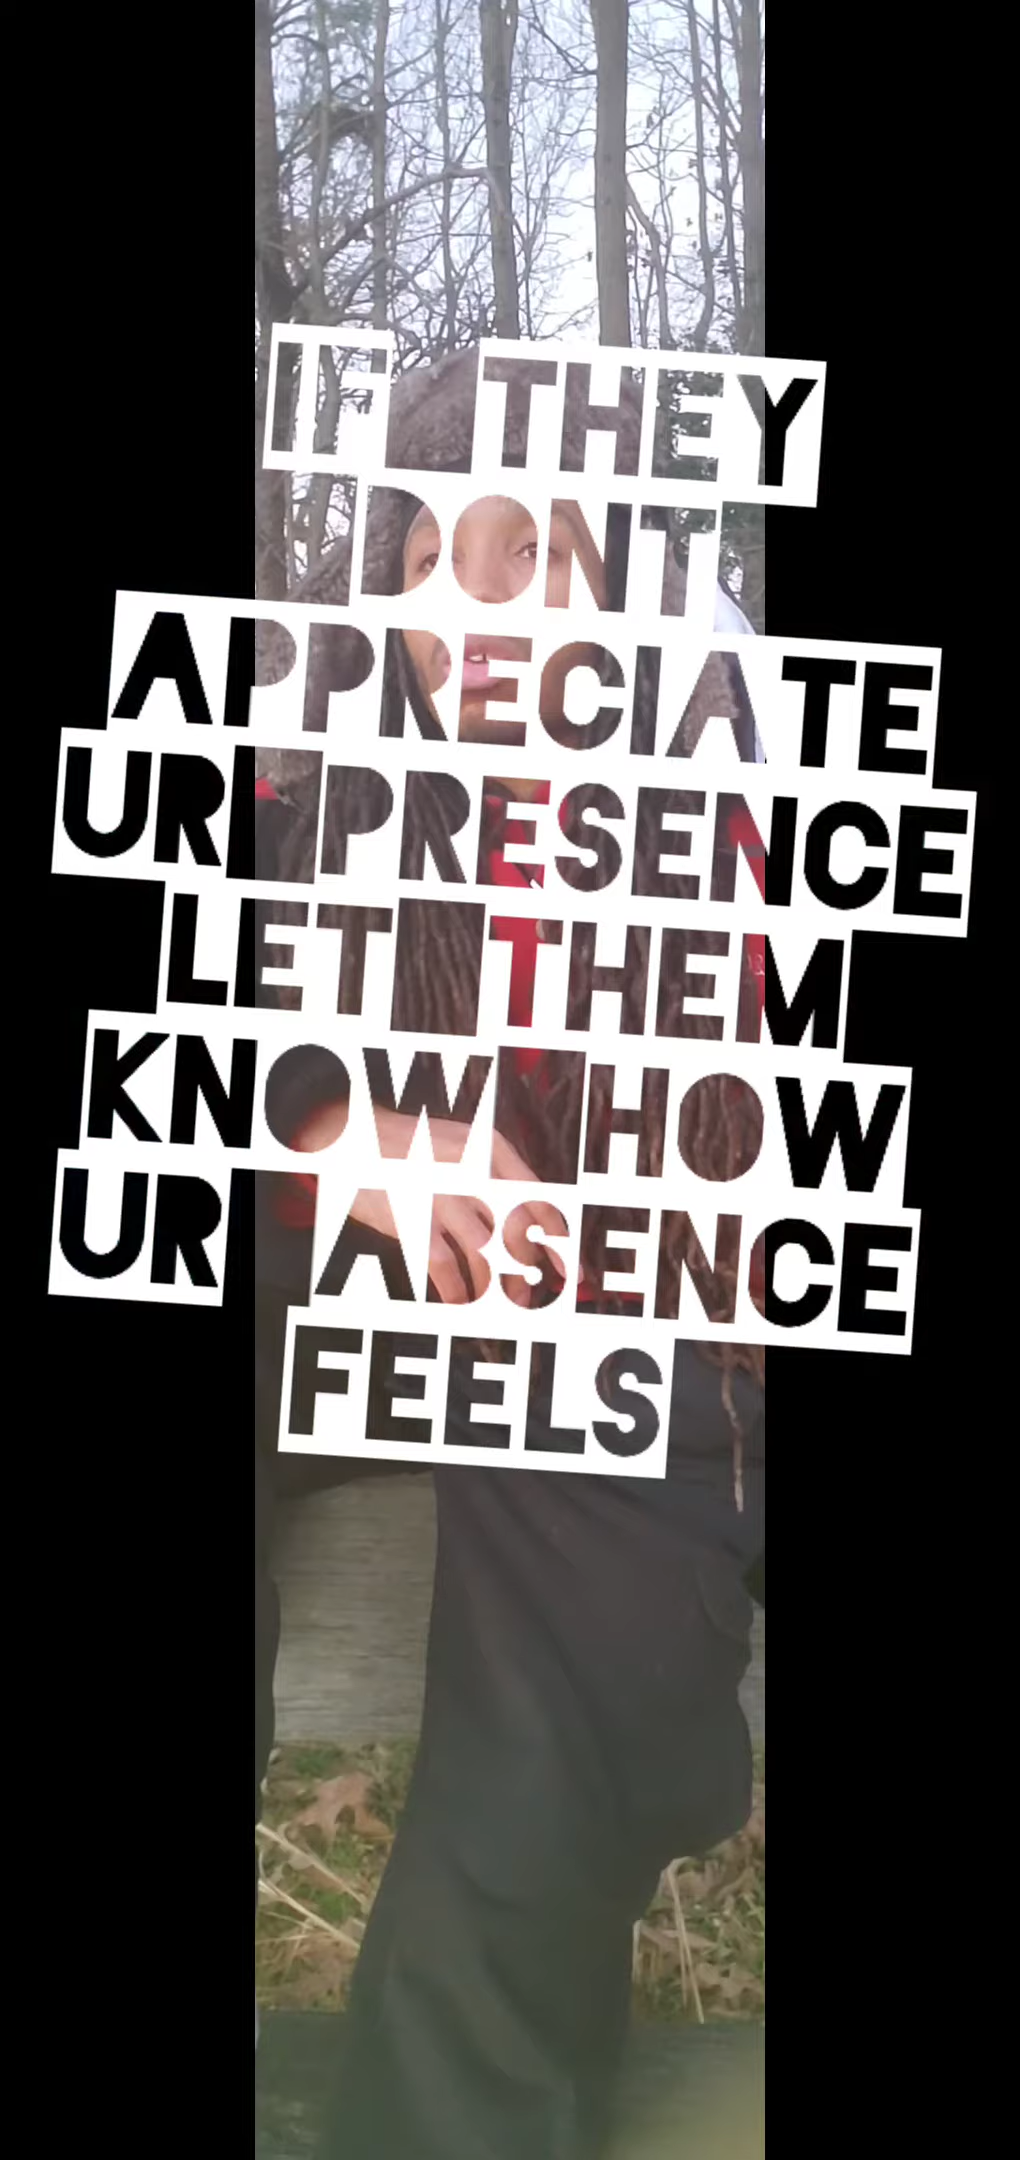 IF THEY
DONT
APPRECIATE
UR PRESENCE
LET THEM
KNOW HOW
UR ABSENCE
FEELS